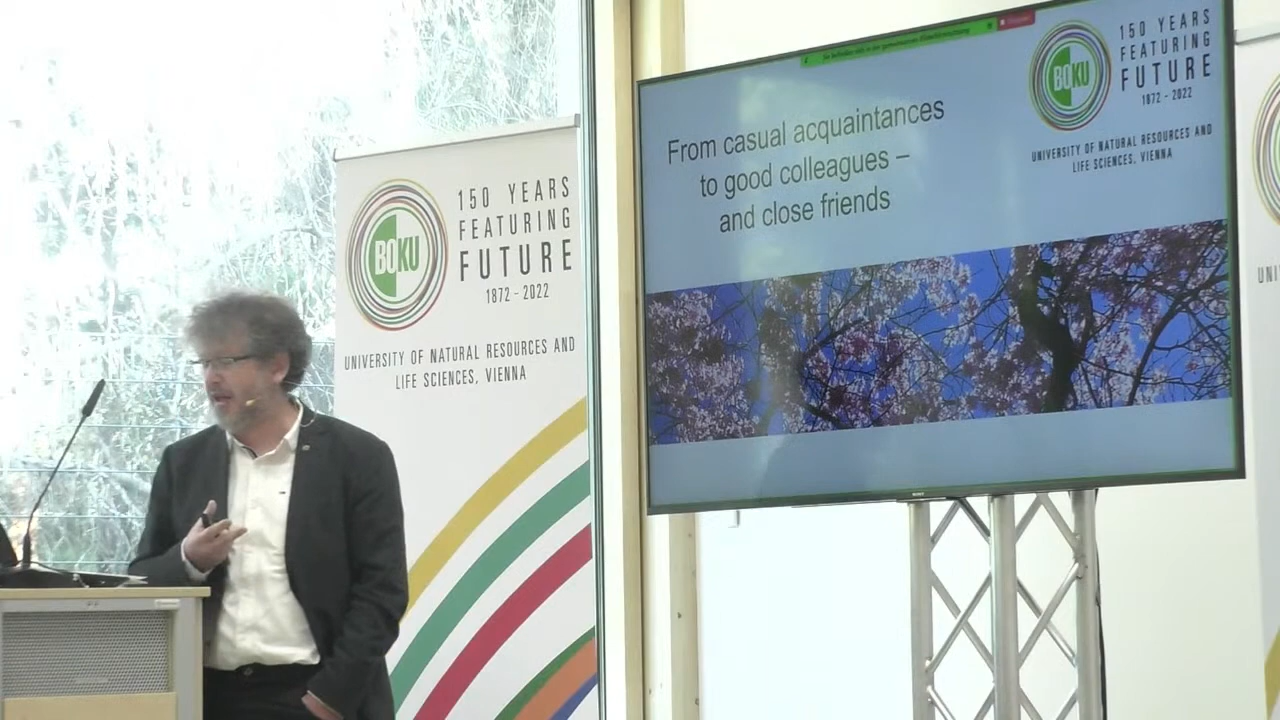 150 YEARS
FEATURING
FUTURE
1872 - 2022
BOKU
UNIVERSITY OF NATURAL RESOURCES AND
LIFE SCIENCES, VIENNA
From casual acquaintances
to good colleagues –
and close friends
150 YEARS
FEATURING
FUTURE
1872 - 2022
BOKU
UNIVERSITY OF NATURAL RESOURCES AND
LIFE SCIENCES, VIENNA
SONY
UNI